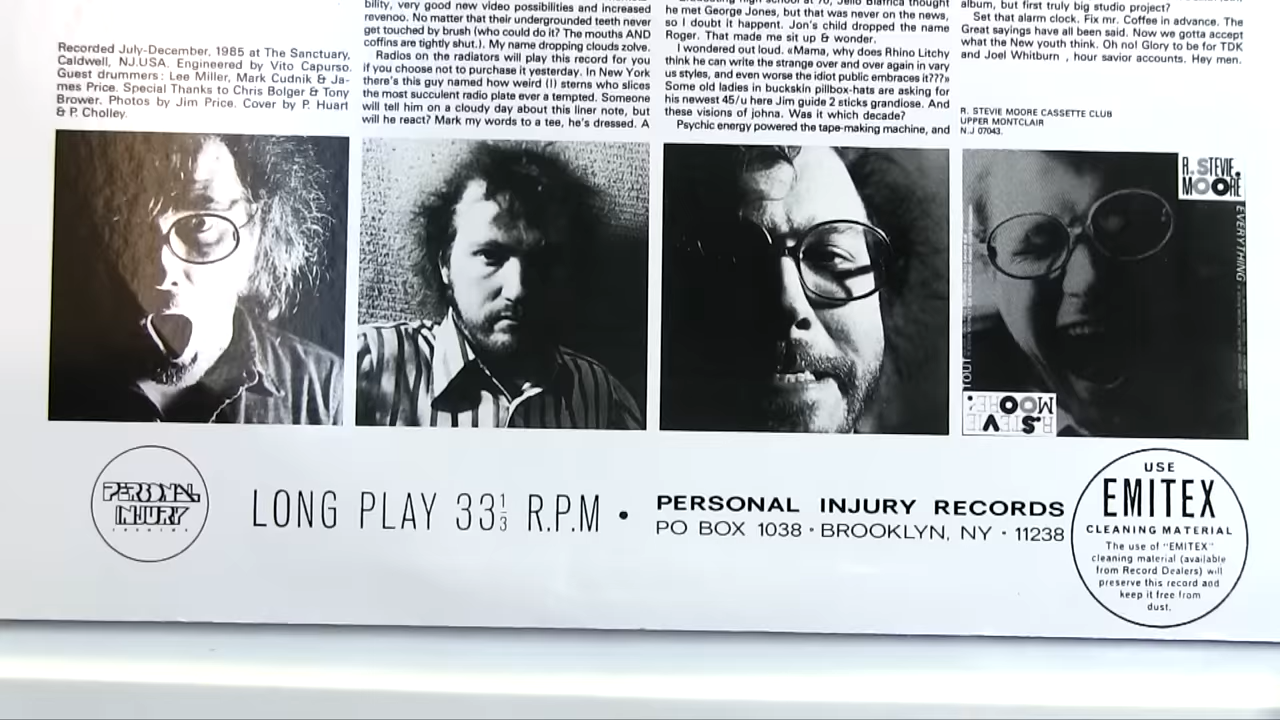 Recorded July-December, 1985 at The Sanctuary,
Caldwell, NJ.USA. Engineered by Vito Capurso.
Guest drummers : Lee Miller, Mark Cudnik & Ja-
mes Price. Special Thanks to Chris Bolger & Tony
Brower. Photos by Jim Price. Cover by P. Huart
& P. Cholley.
bility, very good new video possibilities and increased
revenoo. No matter that their undergounded teeth never
get touched by brush (who could do it? The mouths AND
coffins are tightly shut.). My name dropping clouds zolve.
Radios on the radiators will play this record for you
if you choose not to purchase it yesterday. In New York
there's this guy named how weird (!) sterns who slices
the most succulent radio plate ever a tempted. Someone
will tell him on a cloudy day about this liner note, but
will he react? Mark my words to a tee, he's dressed. A
he met George Jones, but that was never on the news,
so I doubt it happent. Jon's child dropped the name
Roger. That made me sit up & wonder.
I wondered out loud. «Mama, why does Rhino Litchy
think he can write the strange over and over again in vary
us styles, and even worse the idiot public embraces it???»
Some old ladies in buckskin pillbox-hats are asking for
his newest 45/u here Jim guide 2 sticks grandiose. And
these visions of johna. Was it which decade?
Psychic energy powered the tape-making machine, and
album, but first truly big studio project?
Set that alarm clock. Fix mr. Coffee in advance. The
Great sayings have all been said. Now we gotta accept
what the New youth think. Oh no! Glory to be for TDK
and Joel Whitburn , hour savior accounts. Hey men.
R. STEVIE MOORE CASSETTE CLUB
UPPER MONTCLAIR
N.J 07043.
R. STEVIE.
MOORE
EVERYTHING
TOUT
R. STEVIE
MOORE
PERSONAL
INJURY
RECORDS
LONG PLAY 33⅓ R.P.M •
PERSONAL INJURY RECORDS
PO BOX 1038 • BROOKLYN, NY • 11238
USE
EMITEX
CLEANING MATERIAL
The use of "EMITEX"
cleaning material (available
from Record Dealers) will
preserve this record and
keep it free from
dust.